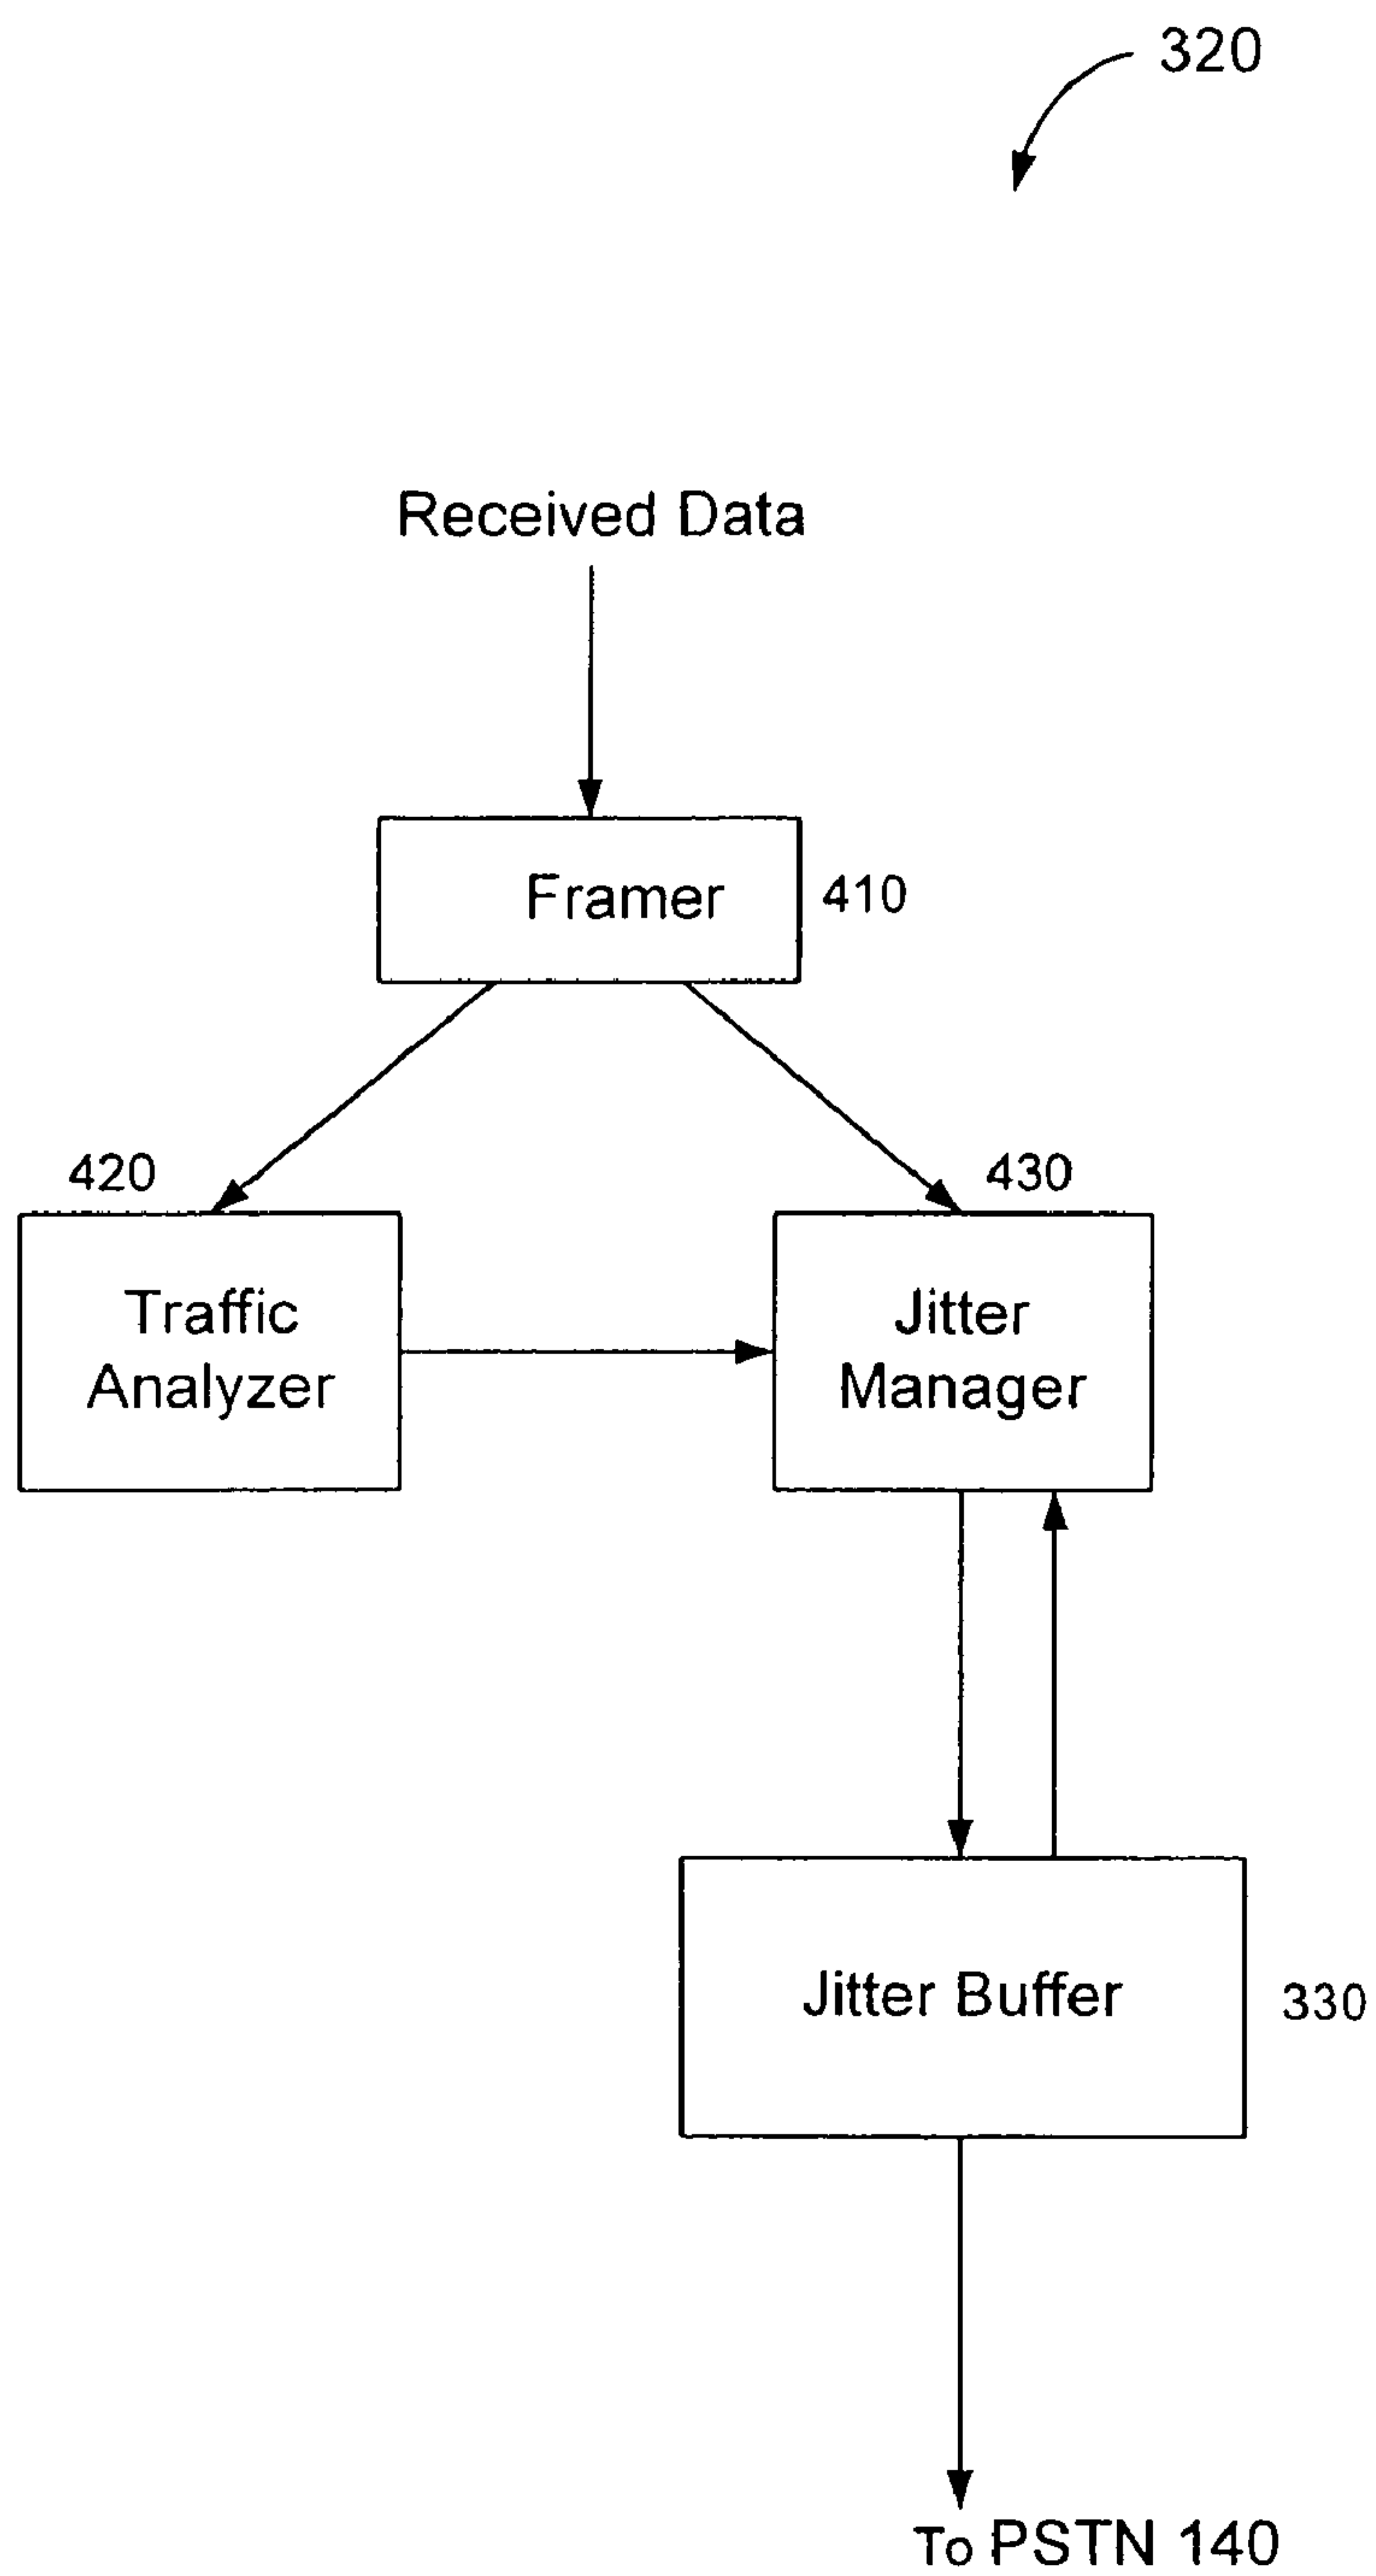 320
Received Data
Framer
410
420
430
Traffic
Analyzer
Jitter
Manager
Jitter Buffer
330
To PSTN 140